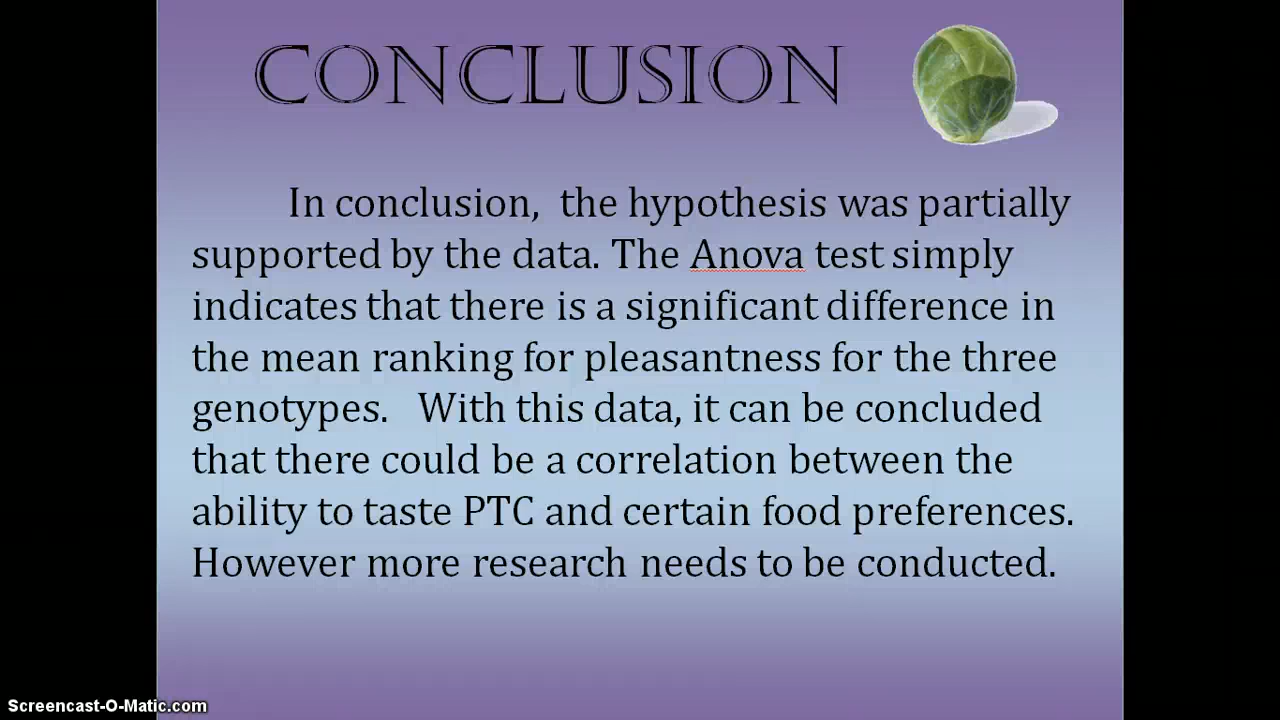 CONCLUSION
In conclusion, the hypothesis was partially
supported by the data. The Anova test simply
indicates that there is a significant difference in
the mean ranking for pleasantness for the three
genotypes. With this data, it can be concluded
that there could be a correlation between the
ability to taste PTC and certain food preferences.
However more research needs to be conducted.
Screencast-O-Matic.com